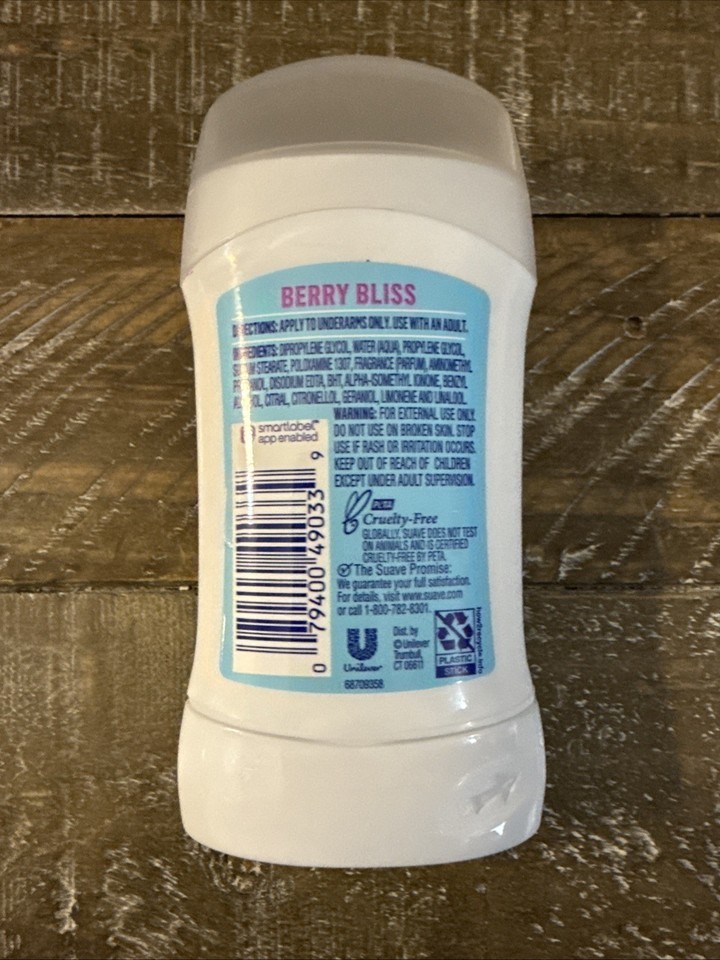 BERRY BLISS
DIRECTIONS: APPLY TO UNDERARMS ONLY. USE WITH AN ADULT.
INGREDIENTS: DIPROPYLENE GLYCOL, WATER (AQUA), PROPYLENE GLYCOL,
SODIUM STEARATE, POLOXAMINE 1307, FRAGRANCE (PARFUM), AMINOMETHYL
PROPANOL, DISODIUM EDTA, BHT, ALPHA-ISOMETHYL IONONE, BENZYL
ALCOHOL, CITRAL, CITRONELLOL, GERANIOL, LIMONENE AND LINALOOL.
WARNING: FOR EXTERNAL USE ONLY.
DO NOT USE ON BROKEN SKIN. STOP
USE IF RASH OR IRRITATION OCCURS.
KEEP OUT OF REACH OF CHILDREN
EXCEPT UNDER ADULT SUPERVISION.
smartlabel™
app enabled
0 79400 49033 9
PETA
Cruelty-Free
GLOBALLY, SUAVE DOES NOT TEST
ON ANIMALS AND IS CERTIFIED
CRUELTY-FREE BY PETA.
The Suave Promise:
We guarantee your full satisfaction.
For details, visit www.suave.com
or call 1-800-782-8301.
Unilever
Dist. by
© Unilever
Trumbull,
CT 06611
68709358
PLASTIC
STICK
how2recycle.info